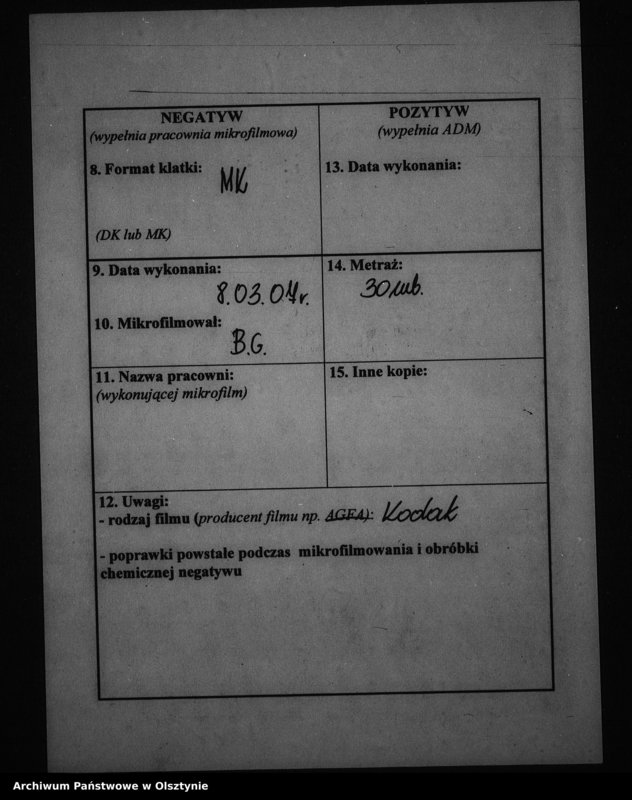 NEGATYW
(wypełnia pracownia mikrofilmowa)
8. Format klatki:
MK
(DK lub MK)
POZYTYW
(wypełnia ADM)
13. Data wykonania:
9. Data wykonania:
8.03.04r.
10. Mikrofilmował:
B.G.
14. Metraż:
30mb.
11. Nazwa pracowni:
(wykonującej mikrofilm)
15. Inne kopie:
12. Uwagi:
- rodzaj filmu (producent filmu np. AGFA): Kodak
- poprawki powstałe podczas mikrofilmowania i obróbki
chemicznej negatywu
Archiwum Państwowe w Olsztynie